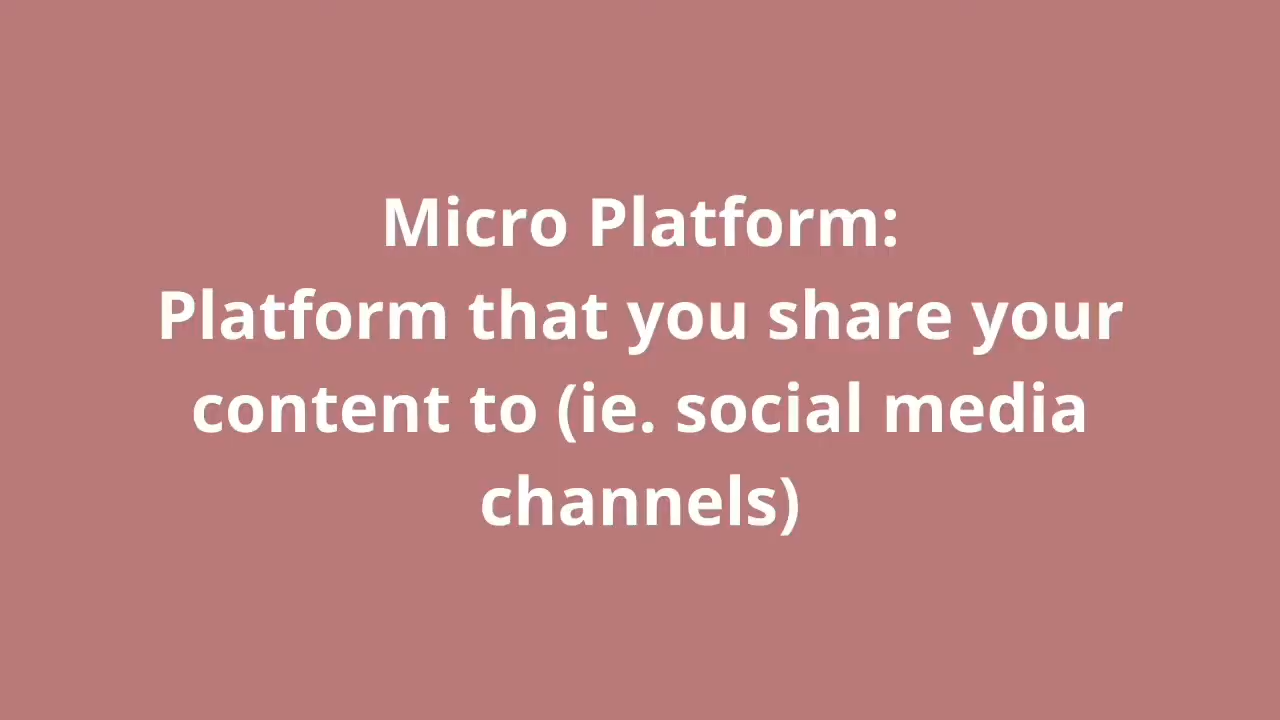 Micro Platform:
Platform that you share your
content to (ie. social media
channels)